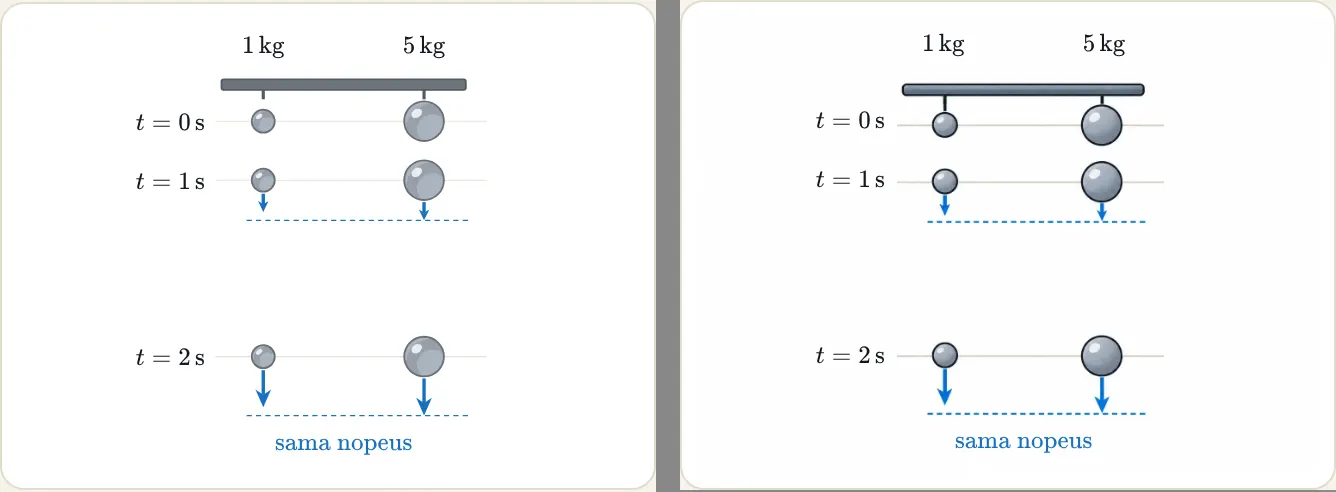 1 kg 5 kg
t = 0 s
t = 1 s
t = 2 s
sama nopeus
1 kg 5 kg
t = 0 s
t = 1 s
t = 2 s
sama nopeus